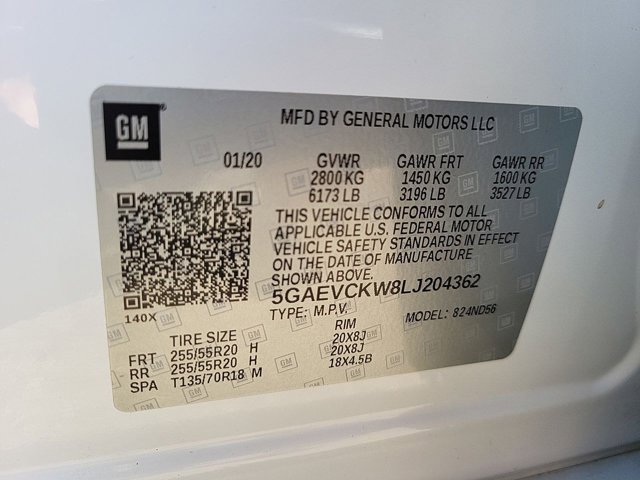 GM
MFD BY GENERAL MOTORS LLC
01/20 GVWR GAWR FRT GAWR RR
2800 KG 1450 KG 1600 KG
6173 LB 3196 LB 3527 LB
THIS VEHICLE CONFORMS TO ALL
APPLICABLE U.S. FEDERAL MOTOR
VEHICLE SAFETY STANDARDS IN EFFECT
ON THE DATE OF MANUFACTURE
SHOWN ABOVE.
5GAEVCKW8LJ204362
140X TYPE: M.P.V. MODEL: 824ND56
TIRE SIZE RIM
FRT 255/55R20 H 20X8J
RR 255/55R20 H 20X8J
SPA T135/70R18 M 18X4.5B